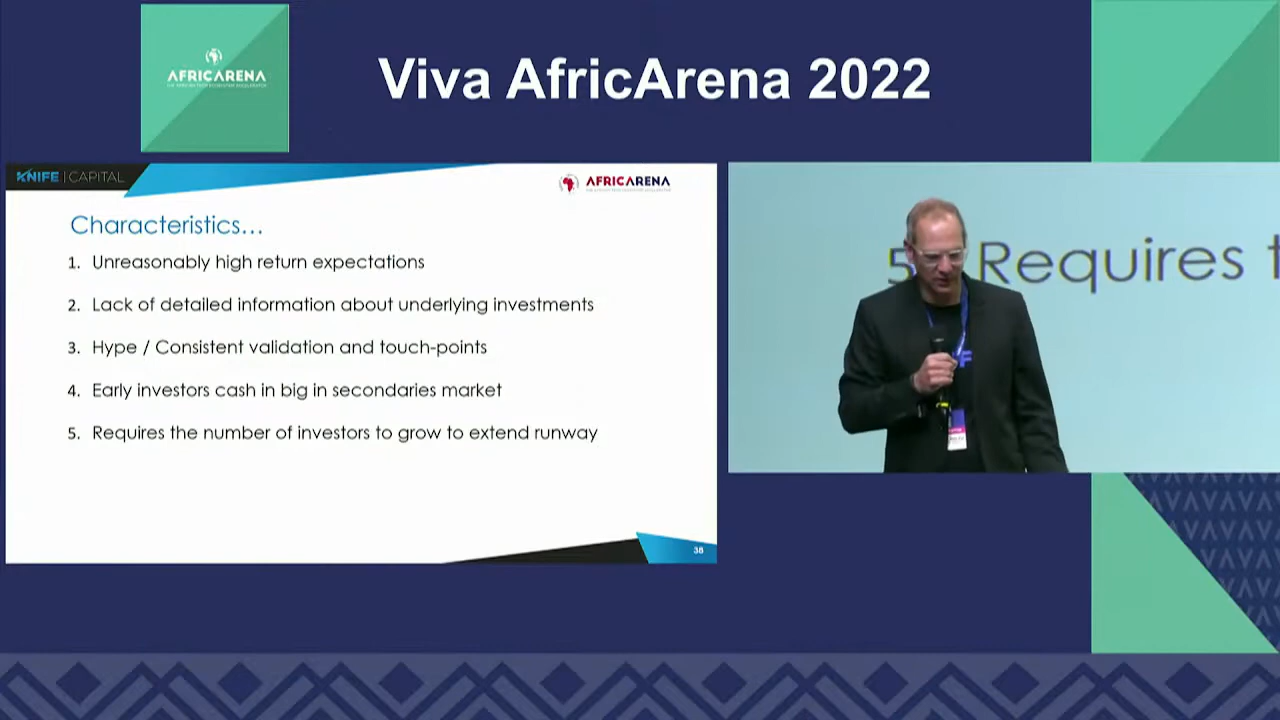 AFRICARENA
Viva AfricArena 2022
KNIFE | CAPITAL
AFRICARENA
Characteristics…
1. Unreasonably high return expectations
2. Lack of detailed information about underlying investments
3. Hype / Consistent validation and touch-points
4. Early investors cash in big in secondaries market
5. Requires the number of investors to grow to extend runway
38
5. Requires t